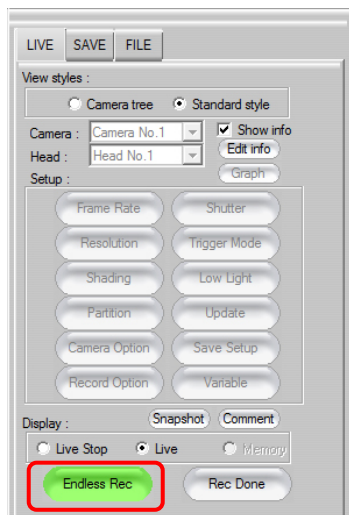 LIVE SAVE FILE
View styles :
Camera tree Standard style
Camera : Camera No.1 Show info
Head : Head No.1 Edit info
Setup : Graph
Frame Rate Shutter
Resolution Trigger Mode
Shading Low Light
Partition Update
Camera Option Save Setup
Record Option Variable
Display : Snapshot Comment
Live Stop Live Memory
Endless Rec Rec Done